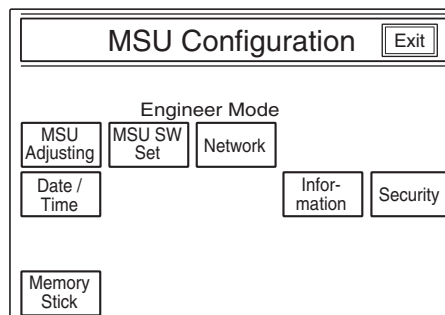 MSU Configuration Exit
Engineer Mode
MSU
Adjusting
MSU SW
Set
Network
Date /
Time
Infor-
mation
Security
Memory
Stick